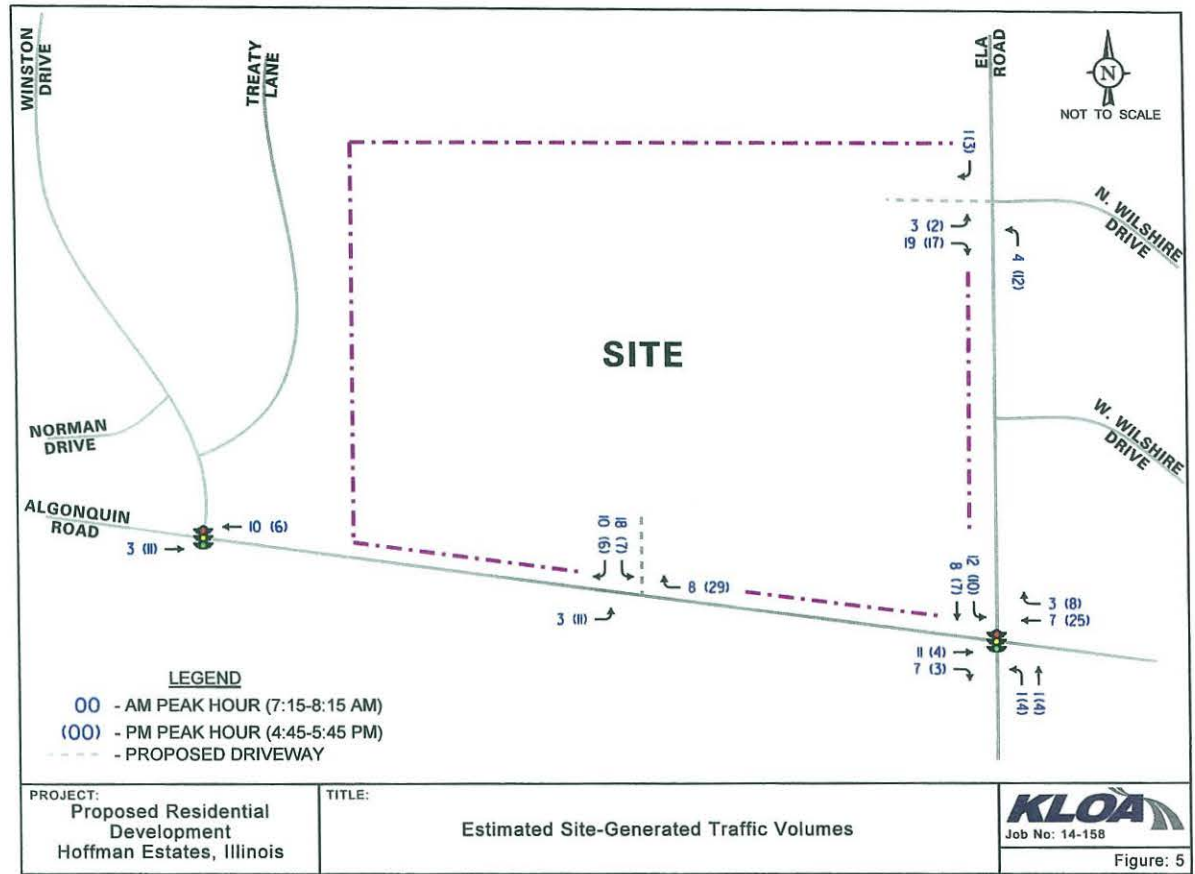 WINSTON
DRIVE
TREATY
LANE
ELA
ROAD
N
NOT TO SCALE
1 (3)
N. WILSHIRE
DRIVE
3 (2)
19 (17)
4 (12)
SITE
W. WILSHIRE
DRIVE
NORMAN
DRIVE
ALGONQUIN
ROAD
10 (6)
3 (11)
10 (6)
18 (7)
8 (29)
3 (11)
8 (7)
12 (10)
3 (8)
7 (25)
11 (4)
7 (3)
1 (4)
1 (4)
LEGEND
00 - AM PEAK HOUR (7:15-8:15 AM)
(00) - PM PEAK HOUR (4:45-5:45 PM)
- PROPOSED DRIVEWAY
PROJECT:
Proposed Residential
Development
Hoffman Estates, Illinois
TITLE:
Estimated Site-Generated Traffic Volumes
KLOA
Job No: 14-158
Figure: 5